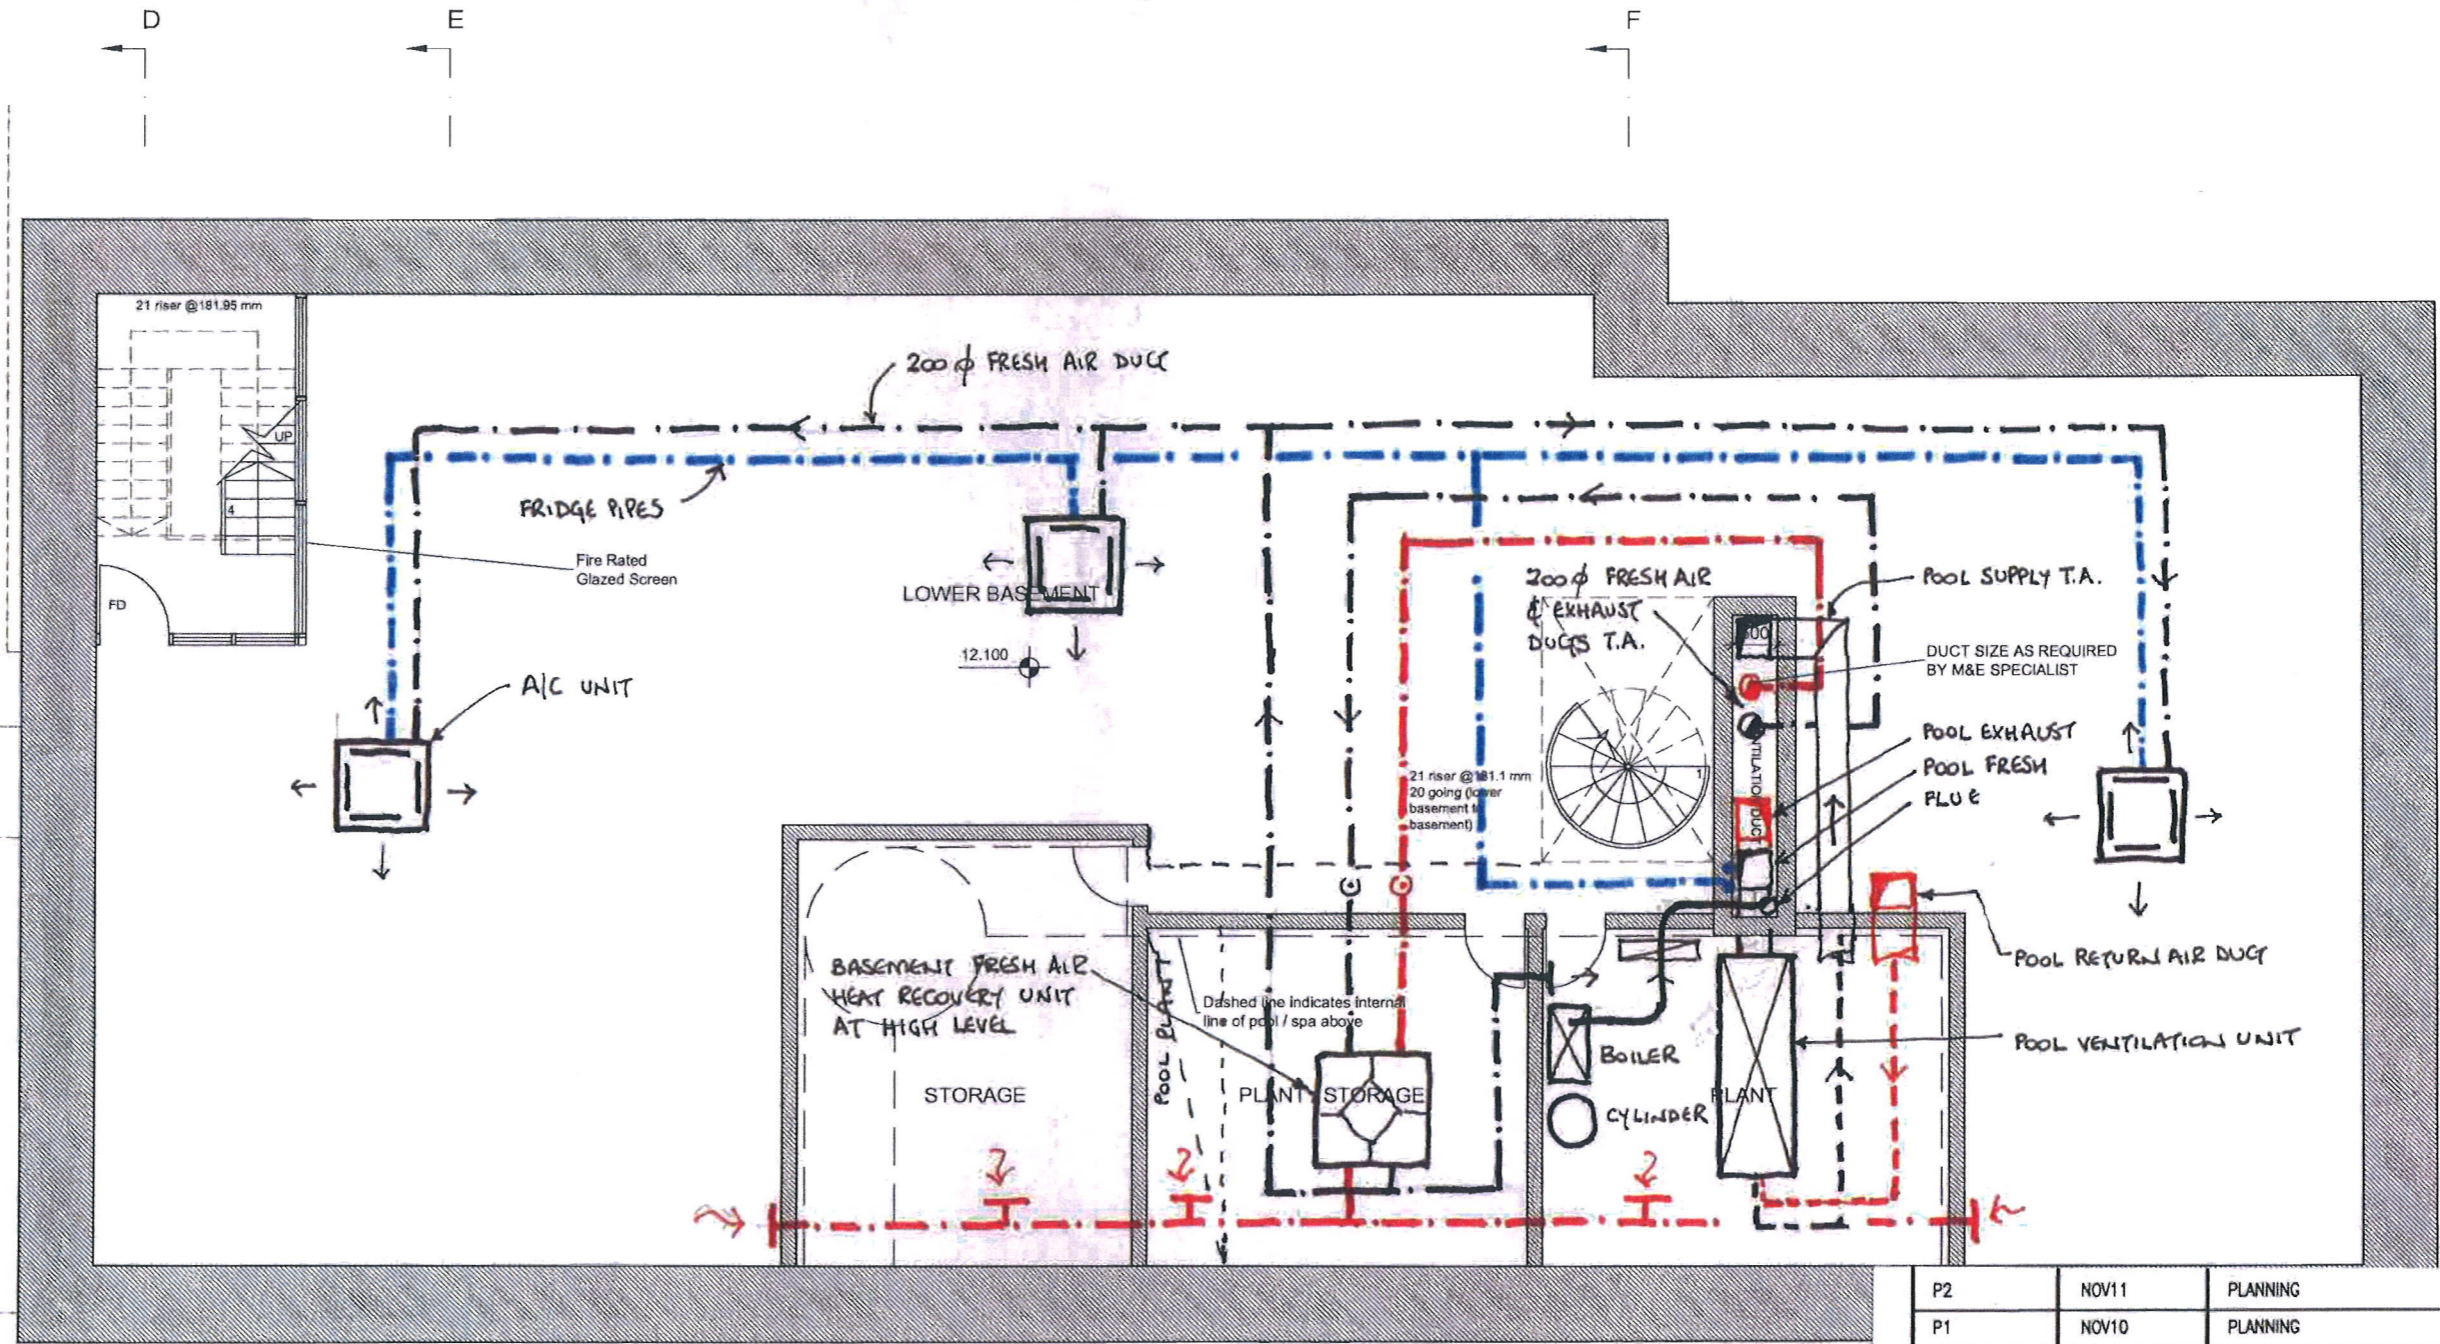 D
E
F
21 riser @181.95 mm
UP
4
FD
Fire Rated
Glazed Screen
200 φ FRESH AIR DUCT
FRIDGE PIPES
A/C UNIT
LOWER BASEMENT
12.100
200 φ FRESH AIR
& EXHAUST
DUCTS T.A.
POOL SUPPLY T.A.
DUCT SIZE AS REQUIRED
BY M&E SPECIALIST
POOL EXHAUST
POOL FRESH
FLUE
21 riser @181.1 mm
20 going (lower
basement to
basement)
1
POOL RETURN AIR DUCT
POOL VENTILATION UNIT
BASEMENT FRESH AIR
HEAT RECOVERY UNIT
AT HIGH LEVEL
POOL PLANT
Dashed line indicates internal
line of pool / spa above
STORAGE
PLANT / STORAGE
BOILER
CYLINDER
PLANT
P2 NOV11 PLANNING
P1 NOV10 PLANNING